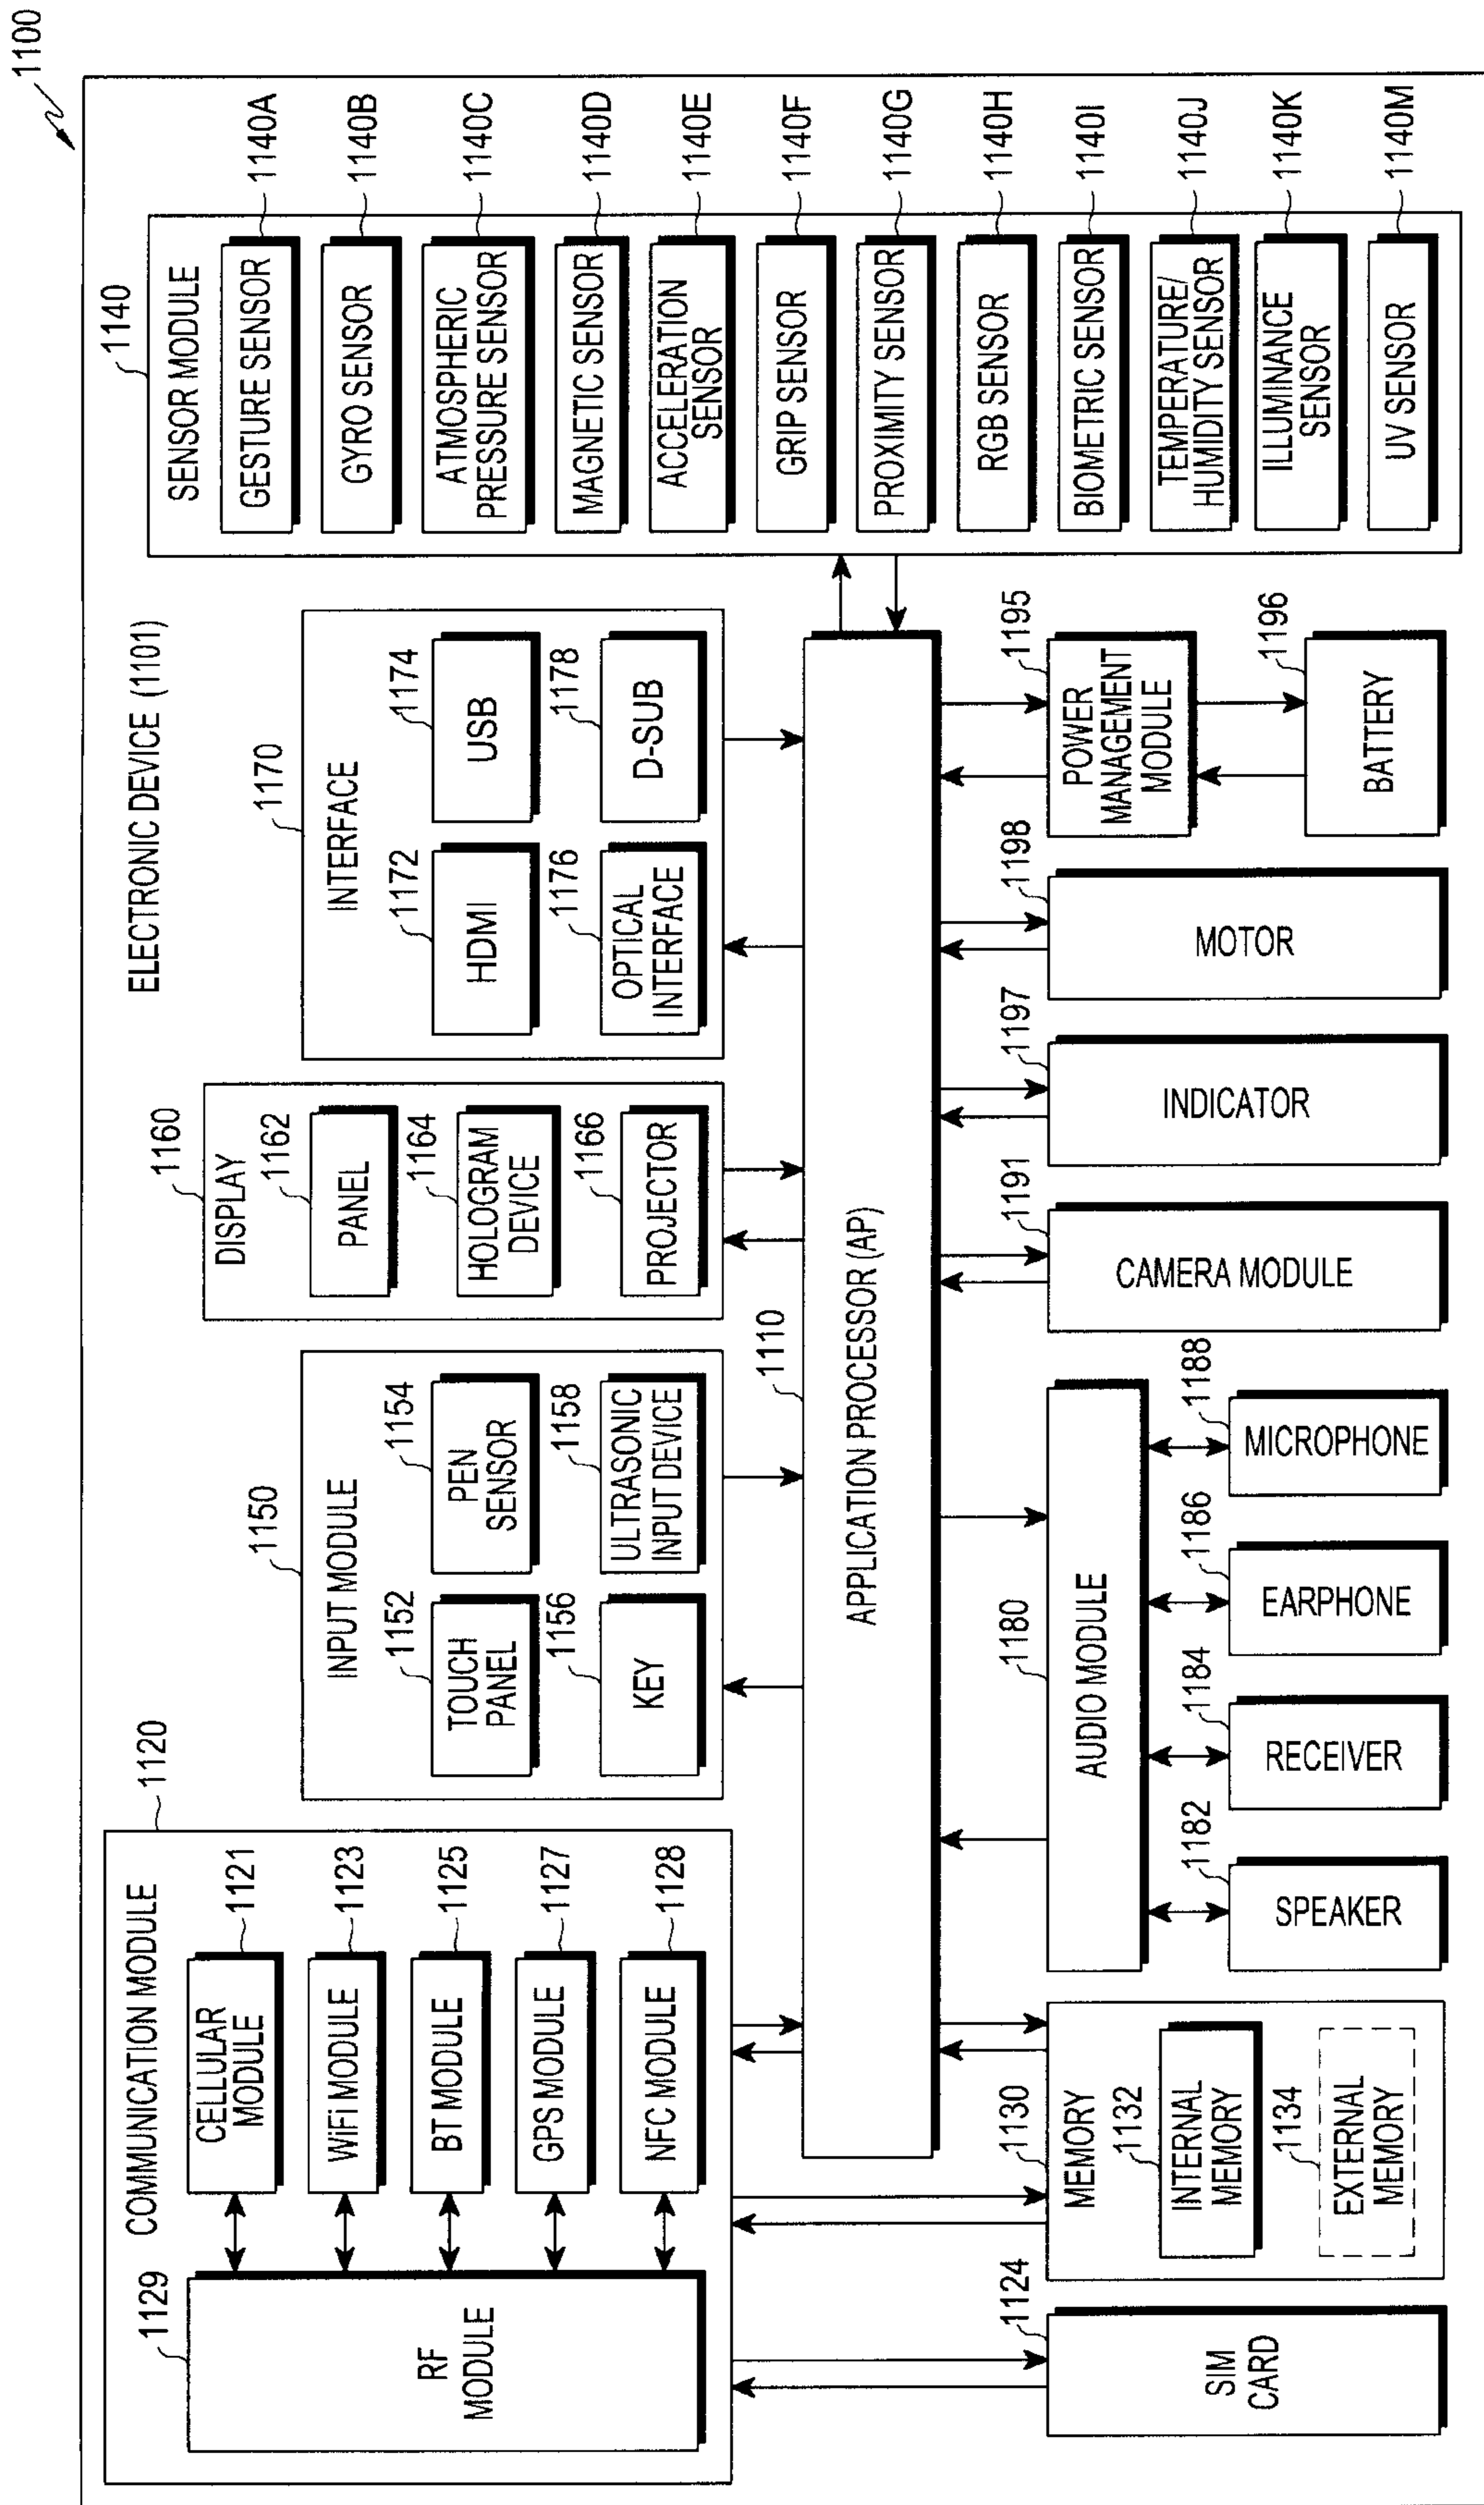 1100
ELECTRONIC DEVICE (1101)
1120
COMMUNICATION MODULE
1129
RF
MODULE
CELLULAR
MODULE
1121
WiFi MODULE
1123
BT MODULE
1125
GPS MODULE
1127
NFC MODULE
1128
1150
INPUT MODULE
1152
TOUCH
PANEL
1154
PEN
SENSOR
1156
KEY
1158
ULTRASONIC
INPUT DEVICE
1160
DISPLAY
1162
PANEL
1164
HOLOGRAM
DEVICE
1166
PROJECTOR
1170
INTERFACE
1172
HDMI
1174
USB
1176
OPTICAL
INTERFACE
1178
D-SUB
1140
SENSOR MODULE
GESTURE SENSOR
1140A
GYRO SENSOR
1140B
ATMOSPHERIC
PRESSURE SENSOR
1140C
MAGNETIC SENSOR
1140D
ACCELERATION
SENSOR
1140E
GRIP SENSOR
1140F
PROXIMITY SENSOR
1140G
RGB SENSOR
1140H
BIOMETRIC SENSOR
1140I
TEMPERATURE/
HUMIDITY SENSOR
1140J
ILLUMINANCE
SENSOR
1140K
UV SENSOR
1140M
1110
APPLICATION PROCESSOR (AP)
1124
SIM
CARD
1130
MEMORY
1132
INTERNAL
MEMORY
1134
EXTERNAL
MEMORY
1180
AUDIO MODULE
1182
SPEAKER
1184
RECEIVER
1186
EARPHONE
1188
MICROPHONE
1191
CAMERA MODULE
1197
INDICATOR
1198
MOTOR
1195
POWER
MANAGEMENT
MODULE
1196
BATTERY